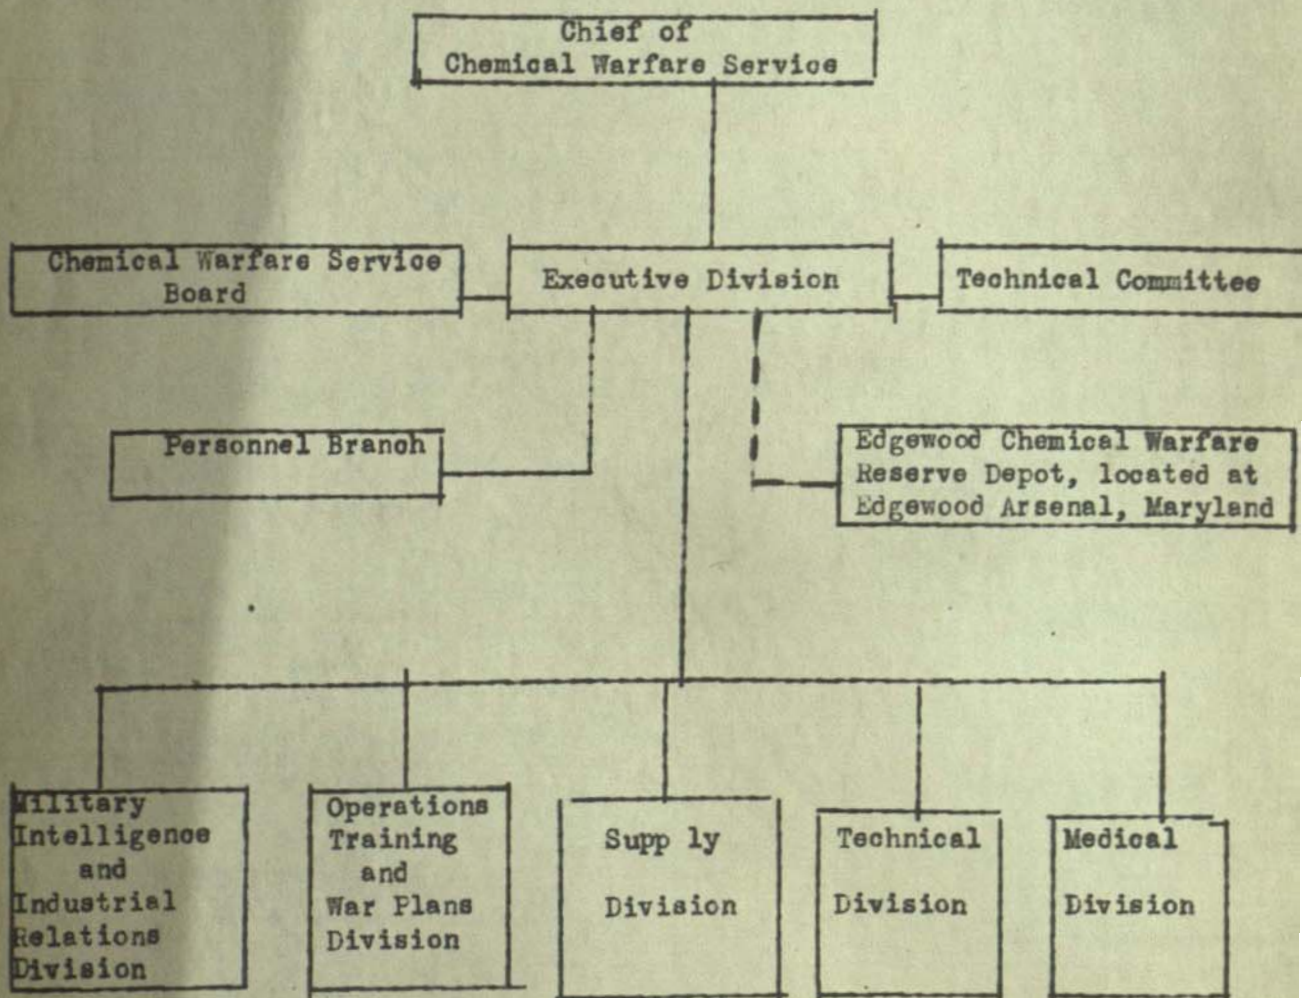 Chief of
Chemical Warfare Service
Chemical Warfare Service
Board
Executive Division
Technical Committee
Personnel Branch
Edgewood Chemical Warfare
Reserve Depot, located at
Edgewood Arsenal, Maryland
Military
Intelligence
and
Industrial
Relations
Division
Operations
Training
and
War Plans
Division
Supp ly
Division
Technical
Division
Medical
Division